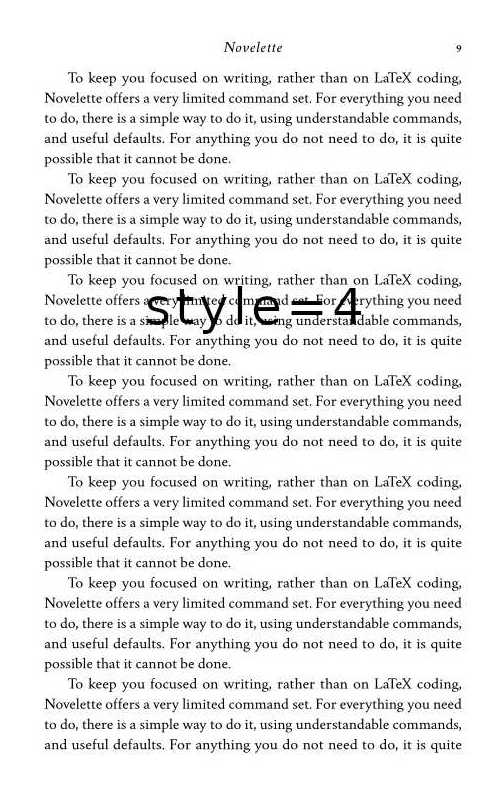 Novelette 9
To keep you focused on writing, rather than on LaTeX coding,
Novelette offers a very limited command set. For everything you need
to do, there is a simple way to do it, using understandable commands,
and useful defaults. For anything you do not need to do, it is quite
possible that it cannot be done.
To keep you focused on writing, rather than on LaTeX coding,
Novelette offers a very limited command set. For everything you need
to do, there is a simple way to do it, using understandable commands,
and useful defaults. For anything you do not need to do, it is quite
possible that it cannot be done.
To keep you focused on writing, rather than on LaTeX coding,
Novelette offers a very limited command set. For everything you need
style=4
to do, there is a simple way to do it, using understandable commands,
and useful defaults. For anything you do not need to do, it is quite
possible that it cannot be done.
To keep you focused on writing, rather than on LaTeX coding,
Novelette offers a very limited command set. For everything you need
to do, there is a simple way to do it, using understandable commands,
and useful defaults. For anything you do not need to do, it is quite
possible that it cannot be done.
To keep you focused on writing, rather than on LaTeX coding,
Novelette offers a very limited command set. For everything you need
to do, there is a simple way to do it, using understandable commands,
and useful defaults. For anything you do not need to do, it is quite
possible that it cannot be done.
To keep you focused on writing, rather than on LaTeX coding,
Novelette offers a very limited command set. For everything you need
to do, there is a simple way to do it, using understandable commands,
and useful defaults. For anything you do not need to do, it is quite
possible that it cannot be done.
To keep you focused on writing, rather than on LaTeX coding,
Novelette offers a very limited command set. For everything you need
to do, there is a simple way to do it, using understandable commands,
and useful defaults. For anything you do not need to do, it is quite